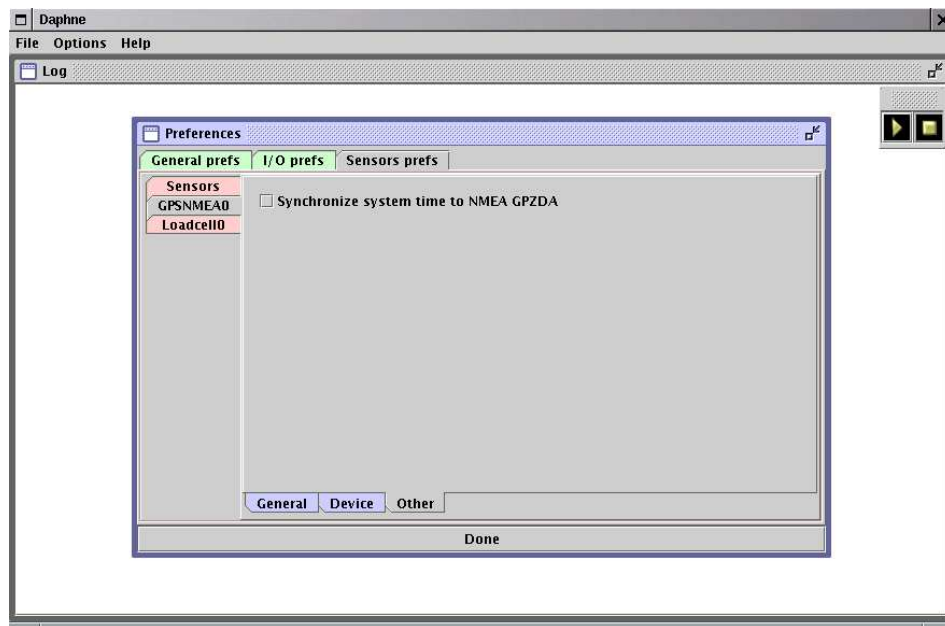 Daphne
File Options Help
Log
Preferences
General prefs I/O prefs Sensors prefs
Sensors
GPSNMEA0
Loadcell0
Synchronize system time to NMEA GPZDA
General Device Other
Done